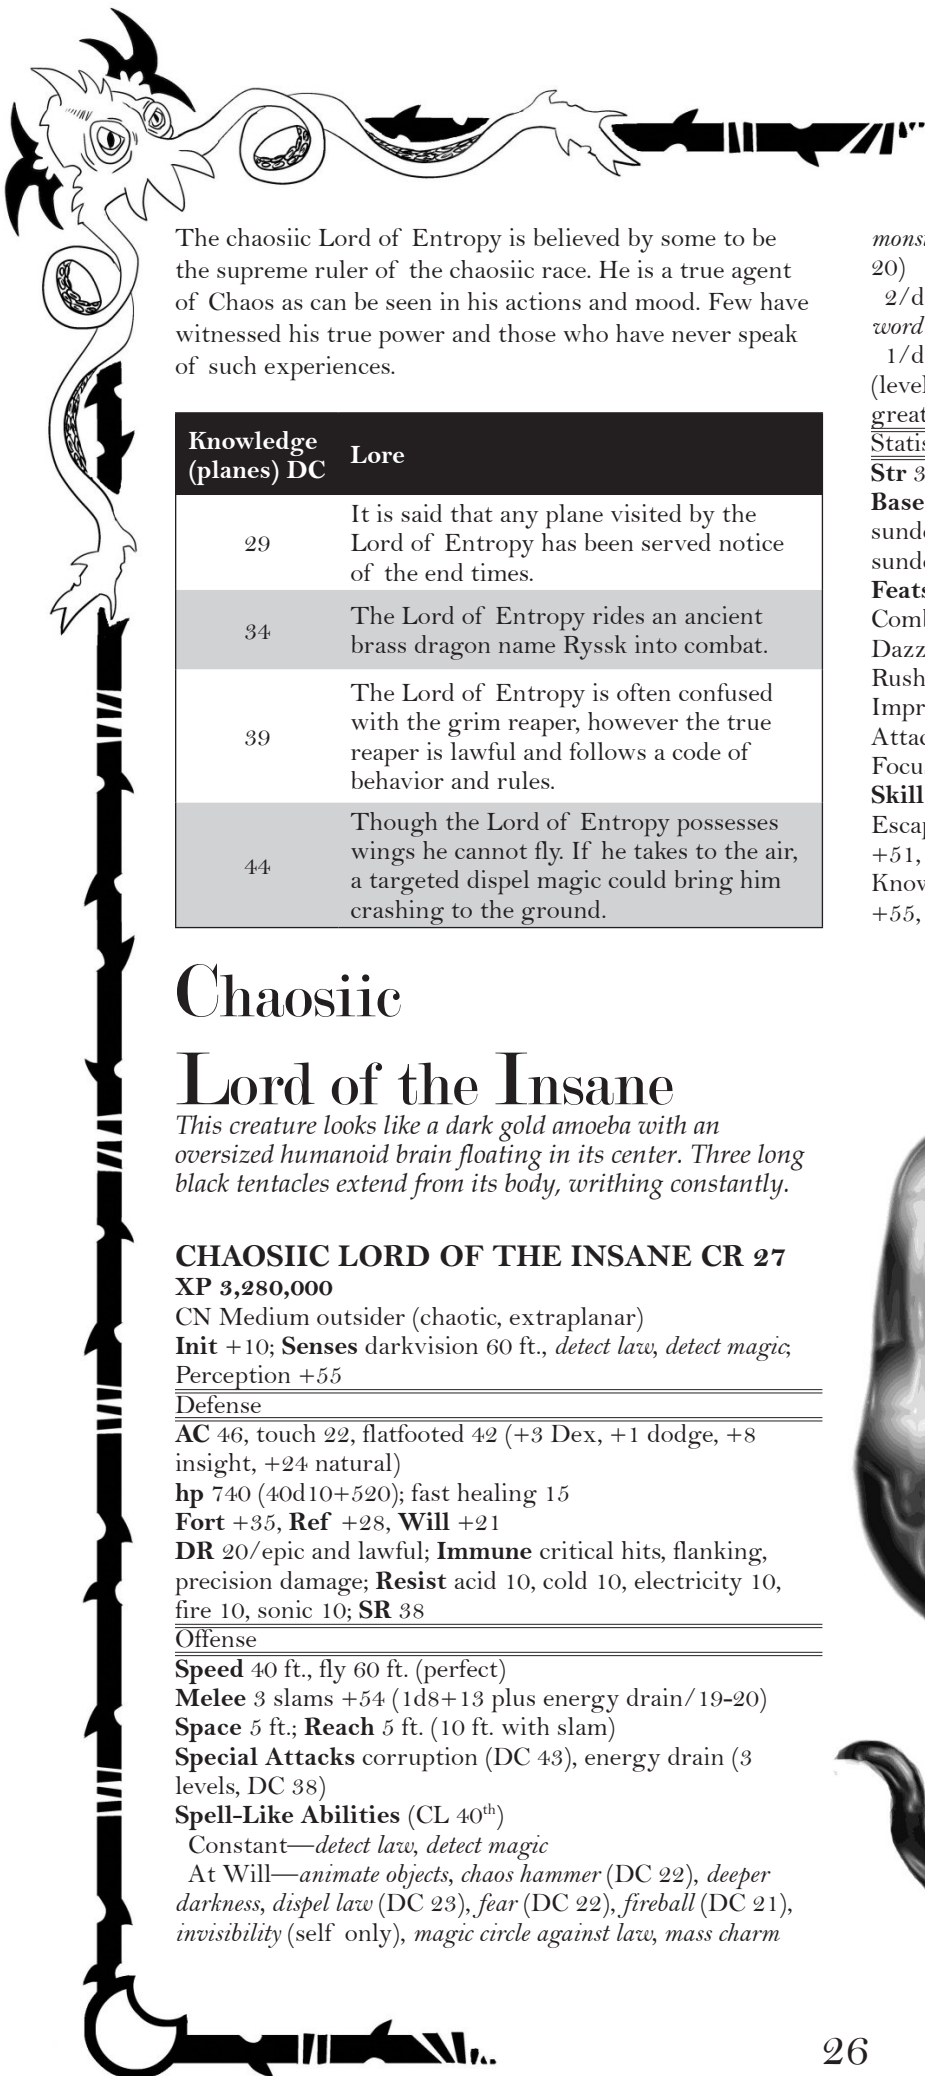 The chaosiic Lord of Entropy is believed by some to be
the supreme ruler of the chaosiic race. He is a true agent
of Chaos as can be seen in his actions and mood. Few have
witnessed his true power and those who have never speak
of such experiences.
Knowledge
(planes) DC
Lore
29
It is said that any plane visited by the
Lord of Entropy has been served notice
of the end times.
34
The Lord of Entropy rides an ancient
brass dragon name Ryssk into combat.
39
The Lord of Entropy is often confused
with the grim reaper, however the true
reaper is lawful and follows a code of
behavior and rules.
44
Though the Lord of Entropy possesses
wings he cannot fly. If he takes to the air,
a targeted dispel magic could bring him
crashing to the ground.
Chaosiic
Lord of the Insane
This creature looks like a dark gold amoeba with an
oversized humanoid brain floating in its center. Three long
black tentacles extend from its body, writhing constantly.
CHAOSIIC LORD OF THE INSANE CR 27
XP 3,280,000
CN Medium outsider (chaotic, extraplanar)
Init +10; Senses darkvision 60 ft., detect law, detect magic;
Perception +55
Defense
AC 46, touch 22, flatfooted 42 (+3 Dex, +1 dodge, +8
insight, +24 natural)
hp 740 (40d10+520); fast healing 15
Fort +35, Ref +28, Will +21
DR 20/epic and lawful; Immune critical hits, flanking,
precision damage; Resist acid 10, cold 10, electricity 10,
fire 10, sonic 10; SR 38
Offense
Speed 40 ft., fly 60 ft. (perfect)
Melee 3 slams +54 (1d8+13 plus energy drain/19-20)
Space 5 ft.; Reach 5 ft. (10 ft. with slam)
Special Attacks corruption (DC 43), energy drain (3
levels, DC 38)
Spell-Like Abilities (CL 40th)
Constant—detect law, detect magic
At Will—animate objects, chaos hammer (DC 22), deeper
darkness, dispel law (DC 23), fear (DC 22), fireball (DC 21),
invisibility (self only), magic circle against law, mass charm
20)
2/d
word
1/d
Str 3
Base
+51,
+55,
26